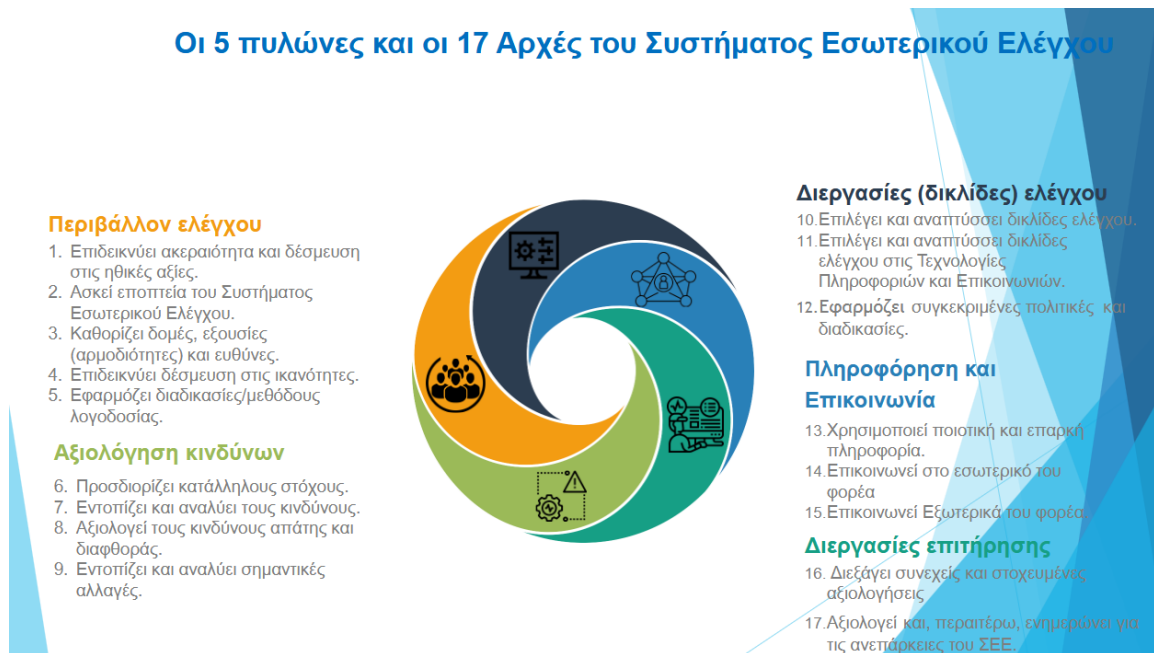 Οι 5 πυλώνες και οι 17 Αρχές του Συστήματος Εσωτερικού Ελέγχου
Περιβάλλον ελέγχου
1. Επιδεικνύει ακεραιότητα και δέσμευση
στις ηθικές αξίες.
2. Ασκεί εποπτεία του Συστήματος
Εσωτερικού Ελέγχου.
3. Καθορίζει δομές, εξουσίες
(αρμοδιότητες) και ευθύνες.
4. Επιδεικνύει δέσμευση στις ικανότητες.
5. Εφαρμόζει διαδικασίες/μεθόδους
λογοδοσίας.
Αξιολόγηση κινδύνων
6. Προσδιορίζει κατάλληλους στόχους.
7. Εντοπίζει και αναλύει τους κινδύνους.
8. Αξιολογεί τους κινδύνους απάτης και
διαφθοράς.
9. Εντοπίζει και αναλύει σημαντικές
αλλαγές.
Διεργασίες (δικλίδες) ελέγχου
10.Επιλέγει και αναπτύσσει δικλίδες ελέγχου.
11.Επιλέγει και αναπτύσσει δικλίδες
ελέγχου στις Τεχνολογίες
Πληροφοριών και Επικοινωνιών.
12.Εφαρμόζει συγκεκριμένες πολιτικές και
διαδικασίες.
Πληροφόρηση και
Επικοινωνία
13.Χρησιμοποιεί ποιοτική και επαρκή
πληροφορία.
14.Επικοινωνεί στο εσωτερικό του
φορέα
15.Επικοινωνεί Εξωτερικά του φορέα
Διεργασίες επιτήρησης
16. Διεξάγει συνεχείς και στοχευμένες
αξιολογήσεις
17.Αξιολογεί και, περαιτέρω, ενημερώνει για
τις ανεπάρκειες του ΣΕΕ.